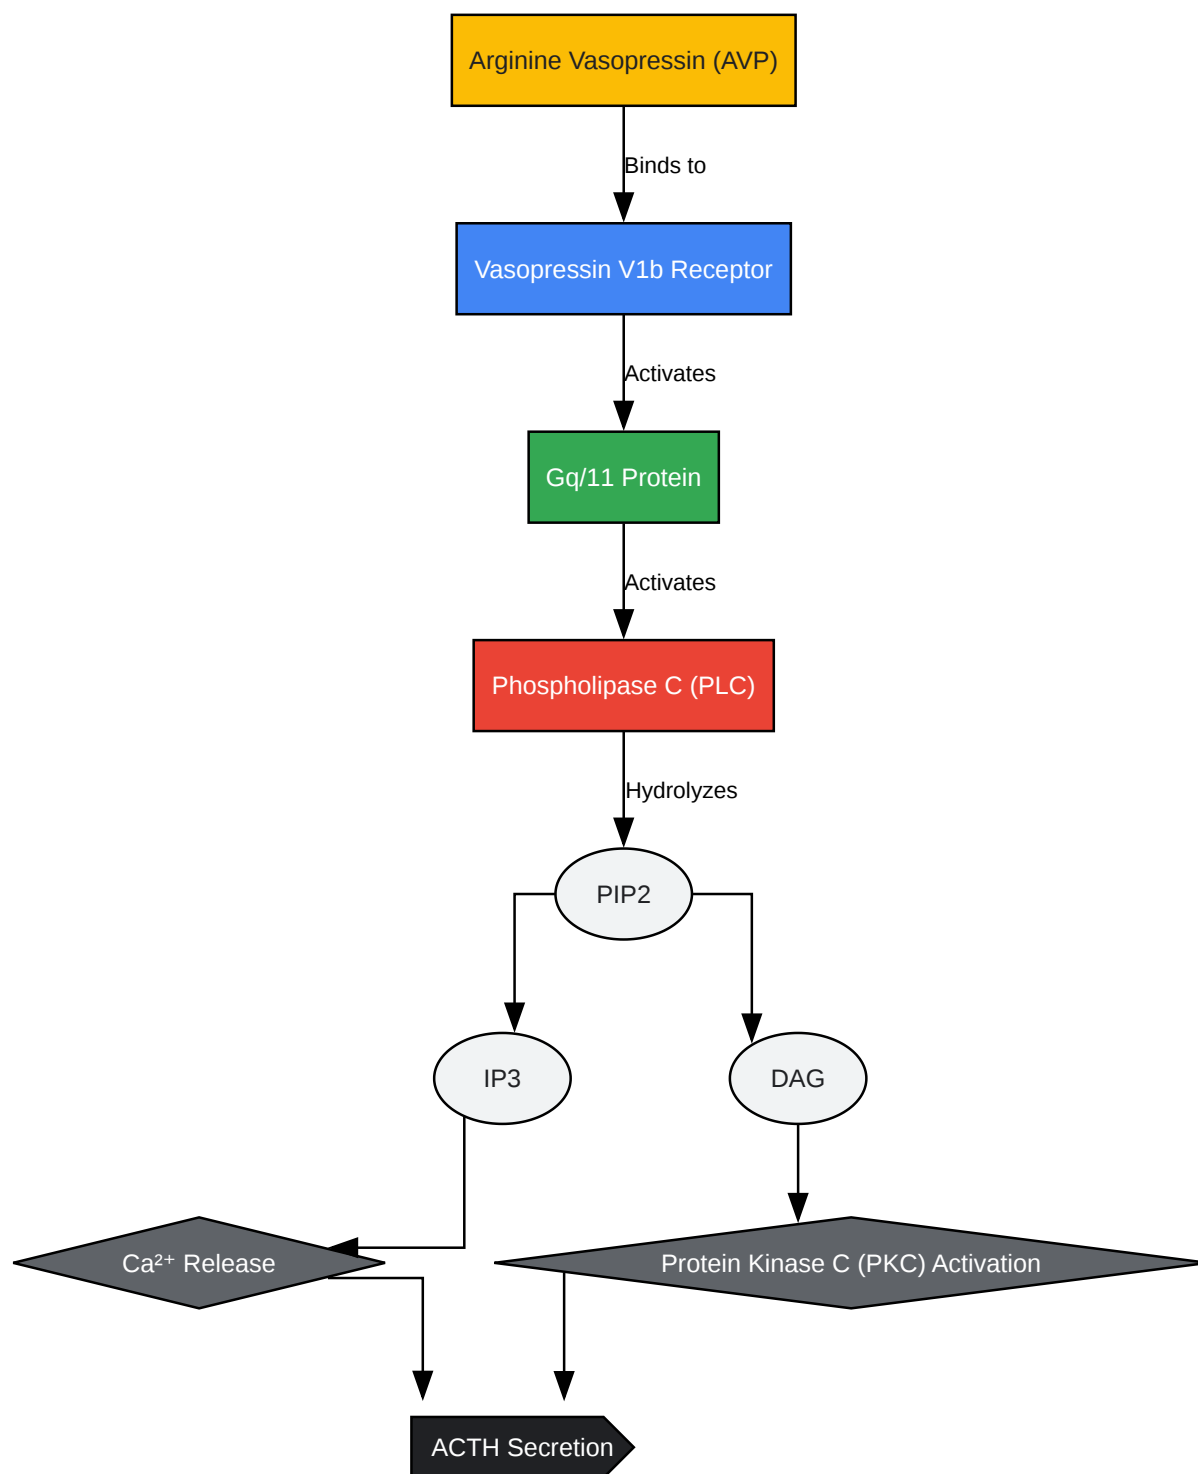 Arginine Vasopressin (AVP)
Binds to
Vasopressin V1b Receptor
Activates
Gq/11 Protein
Activates
Phospholipase C (PLC)
Hydrolyzes
PIP2
IP3
DAG
Ca²⁺ Release
Protein Kinase C (PKC) Activation
ACTH Secretion